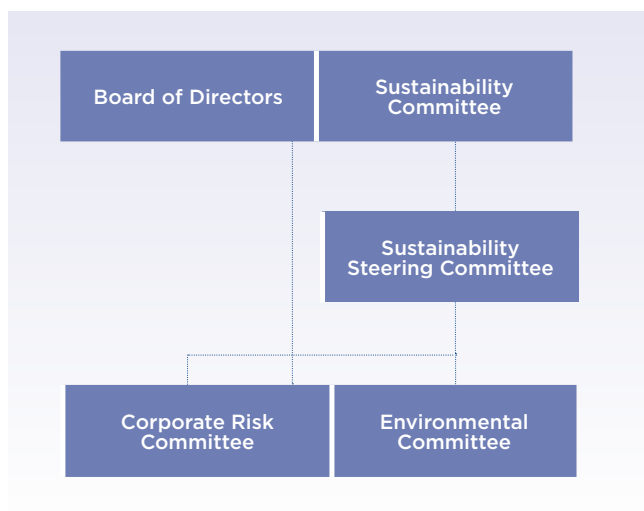 Board of Directors
Sustainability
Committee
Sustainability
Steering Committee
Corporate Risk
Committee
Environmental
Committee